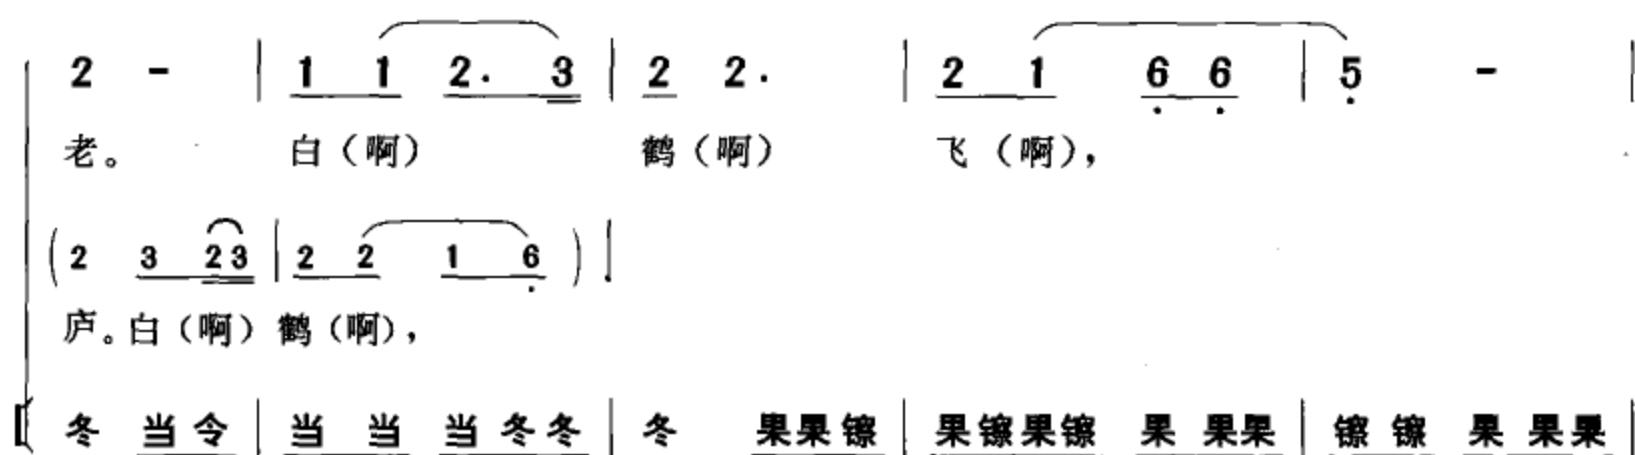 2 - | 1 1 2. 3 | 2 2. | 2 1 6 6 | 5 - |
老。 白（啊） 鹤（啊） 飞（啊），
(2 3 2 3 | 2 2 1 6) |
庐。白（啊）鹤（啊），
冬 当令 | 当 当 当冬冬 | 冬 果果镲 | 果镲果镲 果 果果 | 镲 镲 果 果果 |